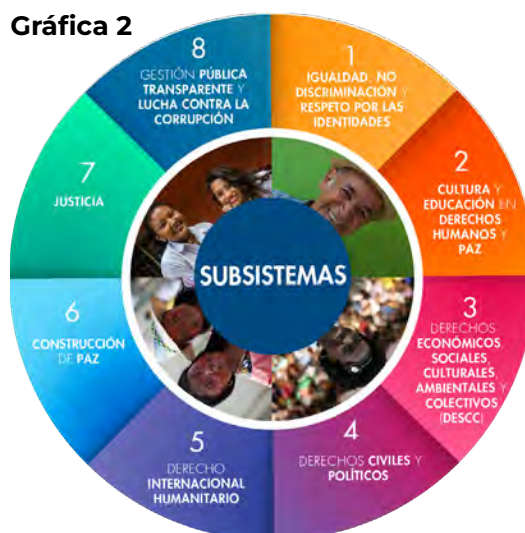 Gráfica 2
1
IGUALDAD, NO
DISCRIMINACIÓN Y
RESPETO POR LAS
IDENTIDADES
2
CULTURA Y
EDUCACIÓN EN
DERECHOS
HUMANOS Y
PAZ
3
DERECHOS
ECONÓMICOS,
SOCIALES,
CULTURALES,
AMBIENTALES Y
COLECTIVOS
(DESCC)
4
DERECHOS CIVILES Y
POLÍTICOS
5
DERECHO
INTERNACIONAL
HUMANITARIO
6
CONSTRUCCIÓN
DE PAZ
7
JUSTICIA
8
GESTIÓN PÚBLICA
TRANSPARENTE Y
LUCHA CONTRA LA
CORRUPCIÓN
SUBSISTEMAS